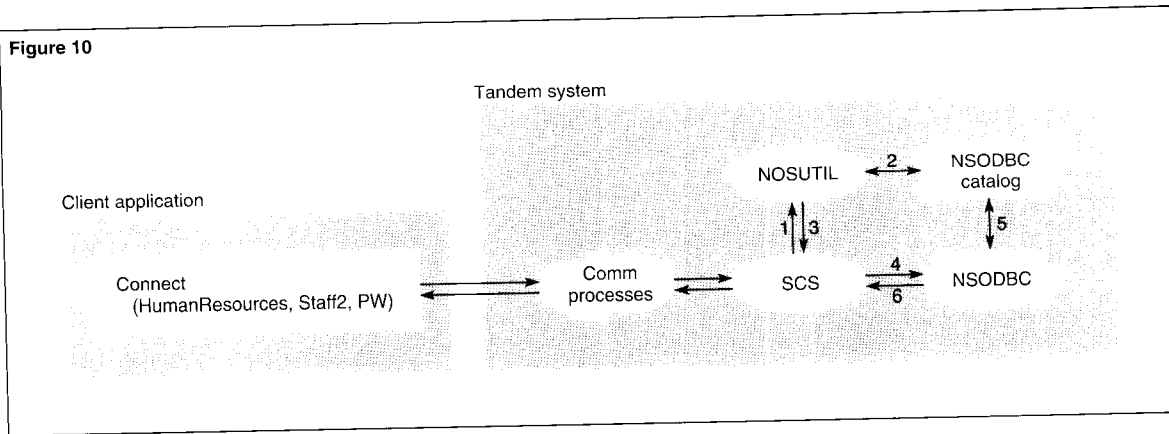 Figure 10
Tandem system
NOSUTIL
2
NSODBC
catalog
Client application
1
3
5
Connect
(HumanResources, Staff2, PW)
Comm
processes
SCS
4
6
NSODBC